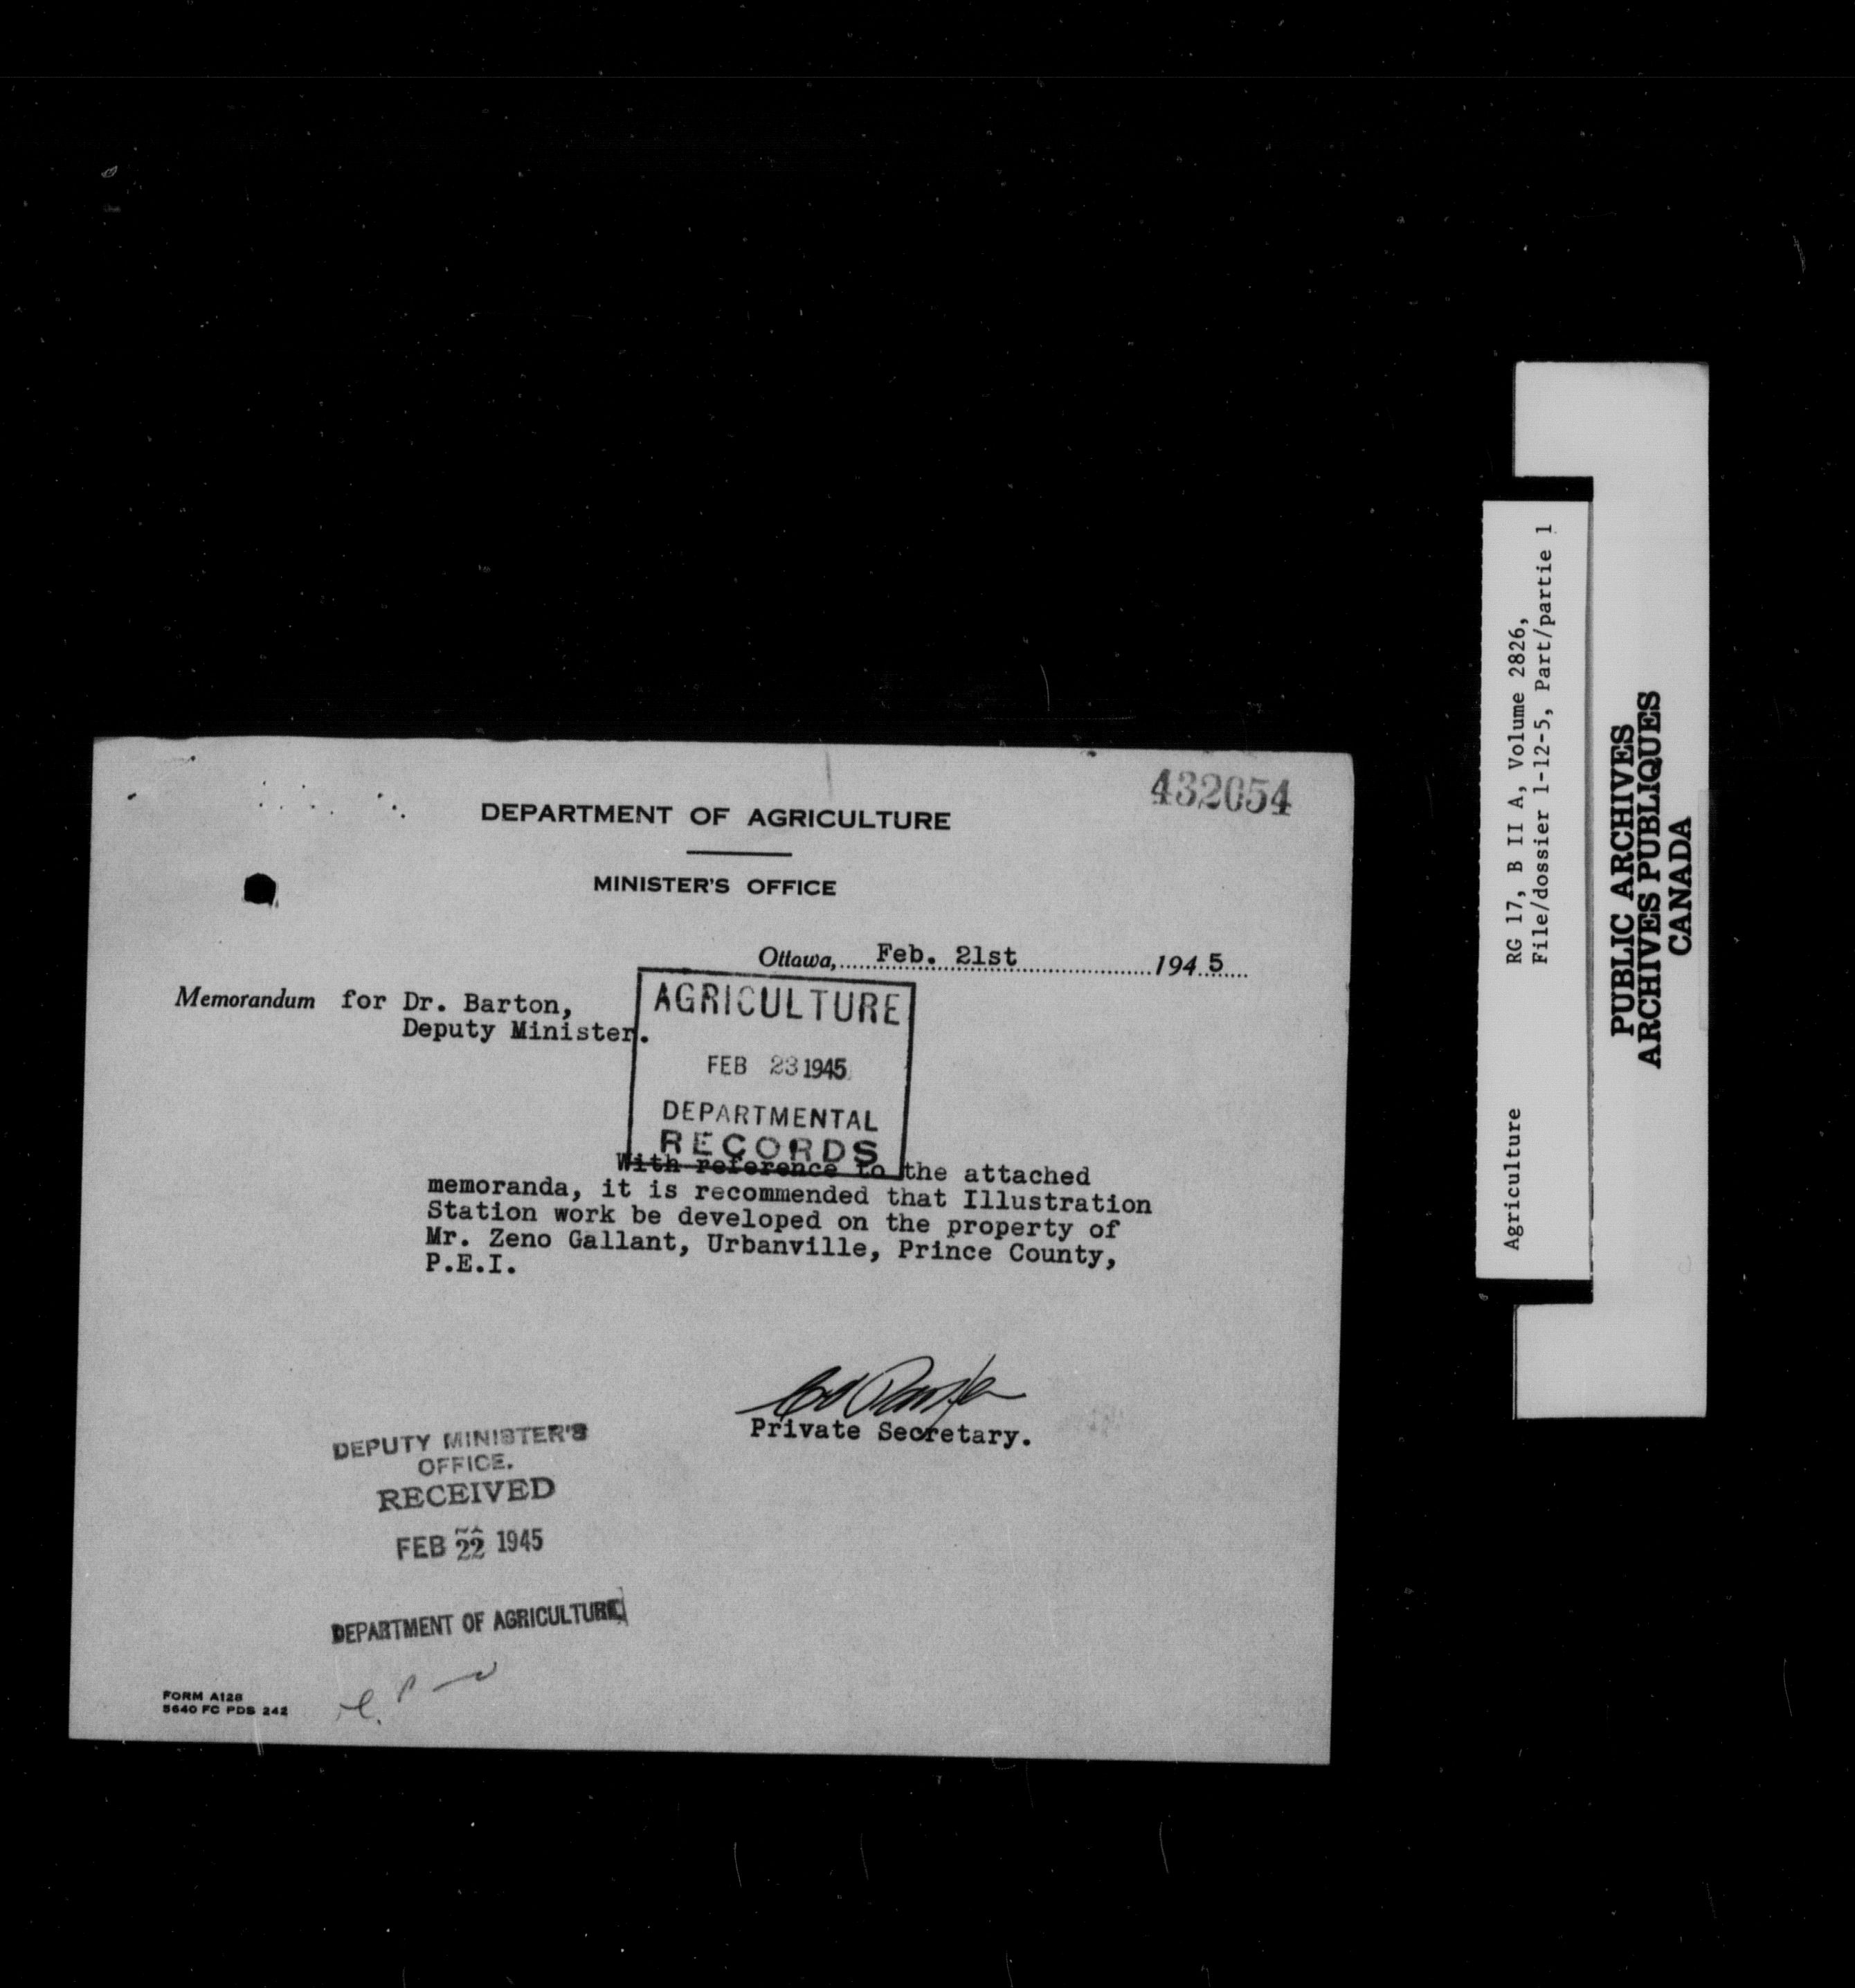 432054
DEPARTMENT OF AGRICULTURE
MINISTER'S OFFICE
Ottawa, Feb. 21st 1945
Memorandum for Dr. Barton,
Deputy Minister.
AGRICULTURE
FEB 23 1945
DEPARTMENTAL
RECORDS
With reference to the attached
memoranda, it is recommended that Illustration
Station work be developed on the property of
Mr. Zeno Gallant, Urbanville, Prince County,
P.E.I.
Private Secretary.
DEPUTY MINISTER'S
OFFICE.
RECEIVED
FEB 22 1945
DEPARTMENT OF AGRICULTURE
FORM A128
5640 FC PDS 242
Agriculture RG 17, B II A, Volume 2826,
File/dossier 1-12-5, Part/partie 1
PUBLIC ARCHIVES
ARCHIVES PUBLIQUES
CANADA